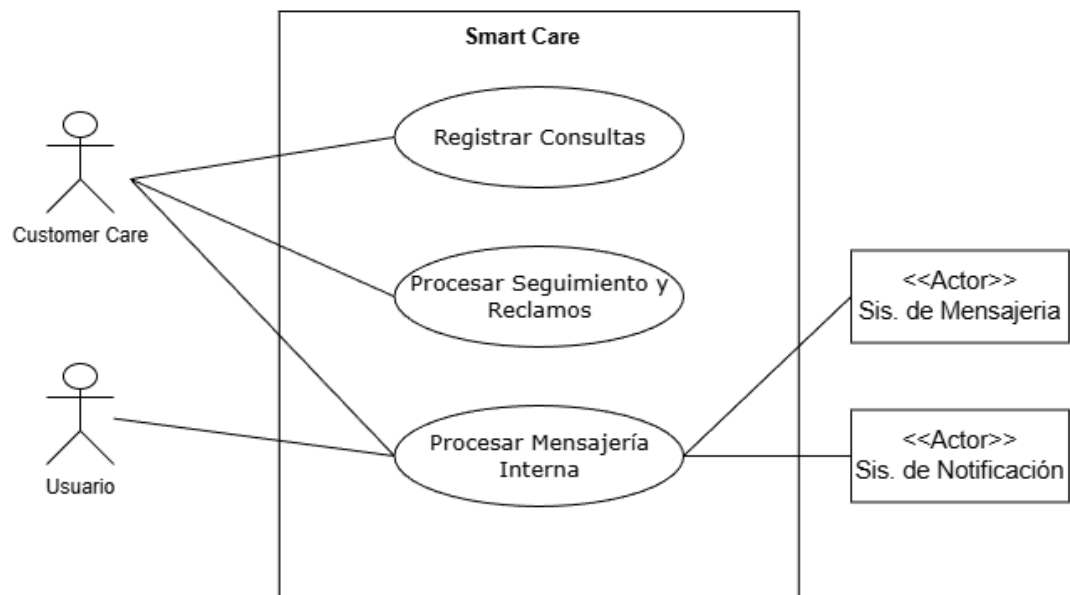 Smart Care
Registrar Consultas
Customer Care
Procesar Seguimiento y
Reclamos
<<Actor>>
Sis. de Mensajeria
Usuario
Procesar Mensajería
Interna
<<Actor>>
Sis. de Notificación